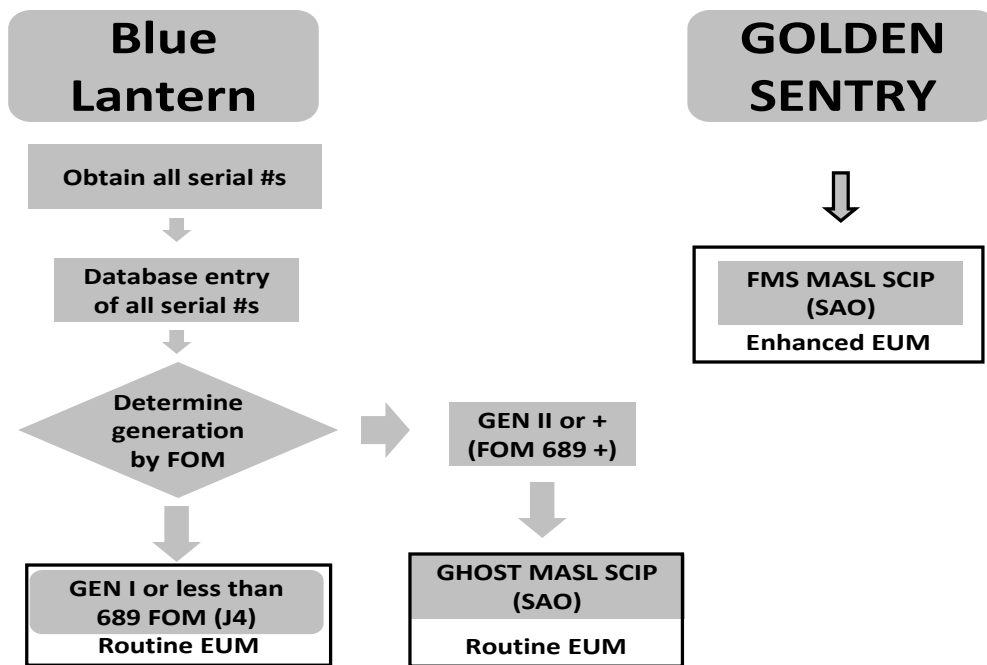 Blue
Lantern
GOLDEN
SENTRY
Obtain all serial #s
Database entry
of all serial #s
FMS MASL SCIP
(SAO)
Enhanced EUM
Determine
generation
by FOM
GEN II or +
(FOM 689 +)
GEN I or less than
689 FOM (J4)
Routine EUM
GHOST MASL SCIP
(SAO)
Routine EUM